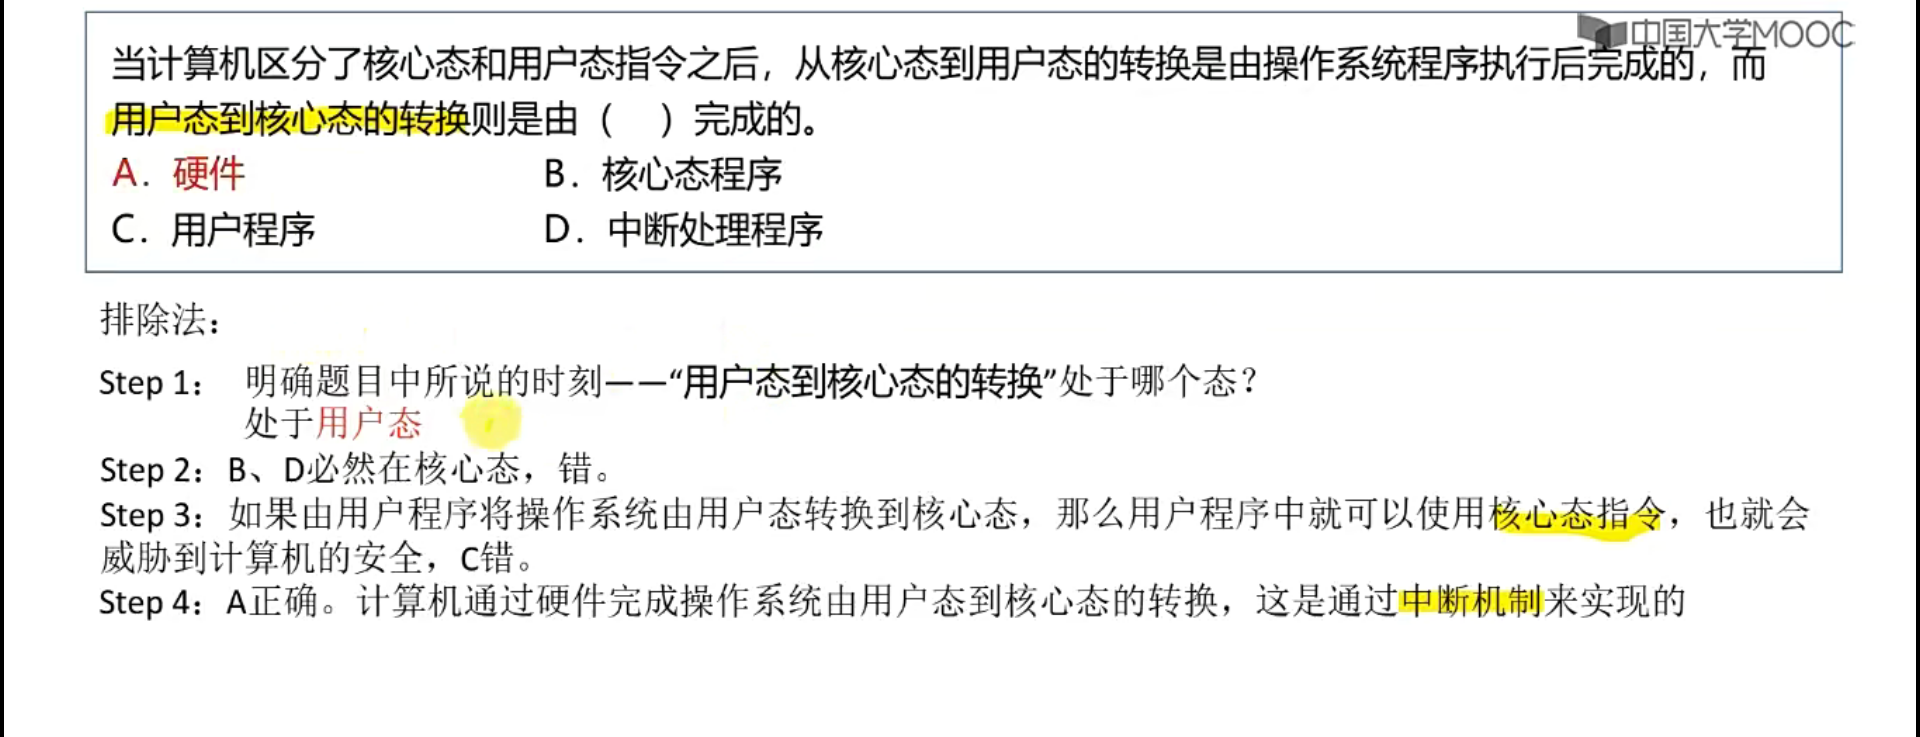 中国大学MOOC
当计算机区分了核心态和用户态指令之后，从核心态到用户态的转换是由操作系统程序执行后完成的，而
用户态到核心态的转换则是由（　）完成的。
A．硬件　B．核心态程序
C．用户程序　D．中断处理程序
排除法：
Step 1： 明确题目中所说的时刻——“用户态到核心态的转换”处于哪个态？
处于用户态
Step 2：B、D必然在核心态，错。
Step 3：如果由用户程序将操作系统由用户态转换到核心态，那么用户程序中就可以使用核心态指令，也就会
威胁到计算机的安全，C错。
Step 4：A正确。计算机通过硬件完成操作系统由用户态到核心态的转换，这是通过中断机制来实现的